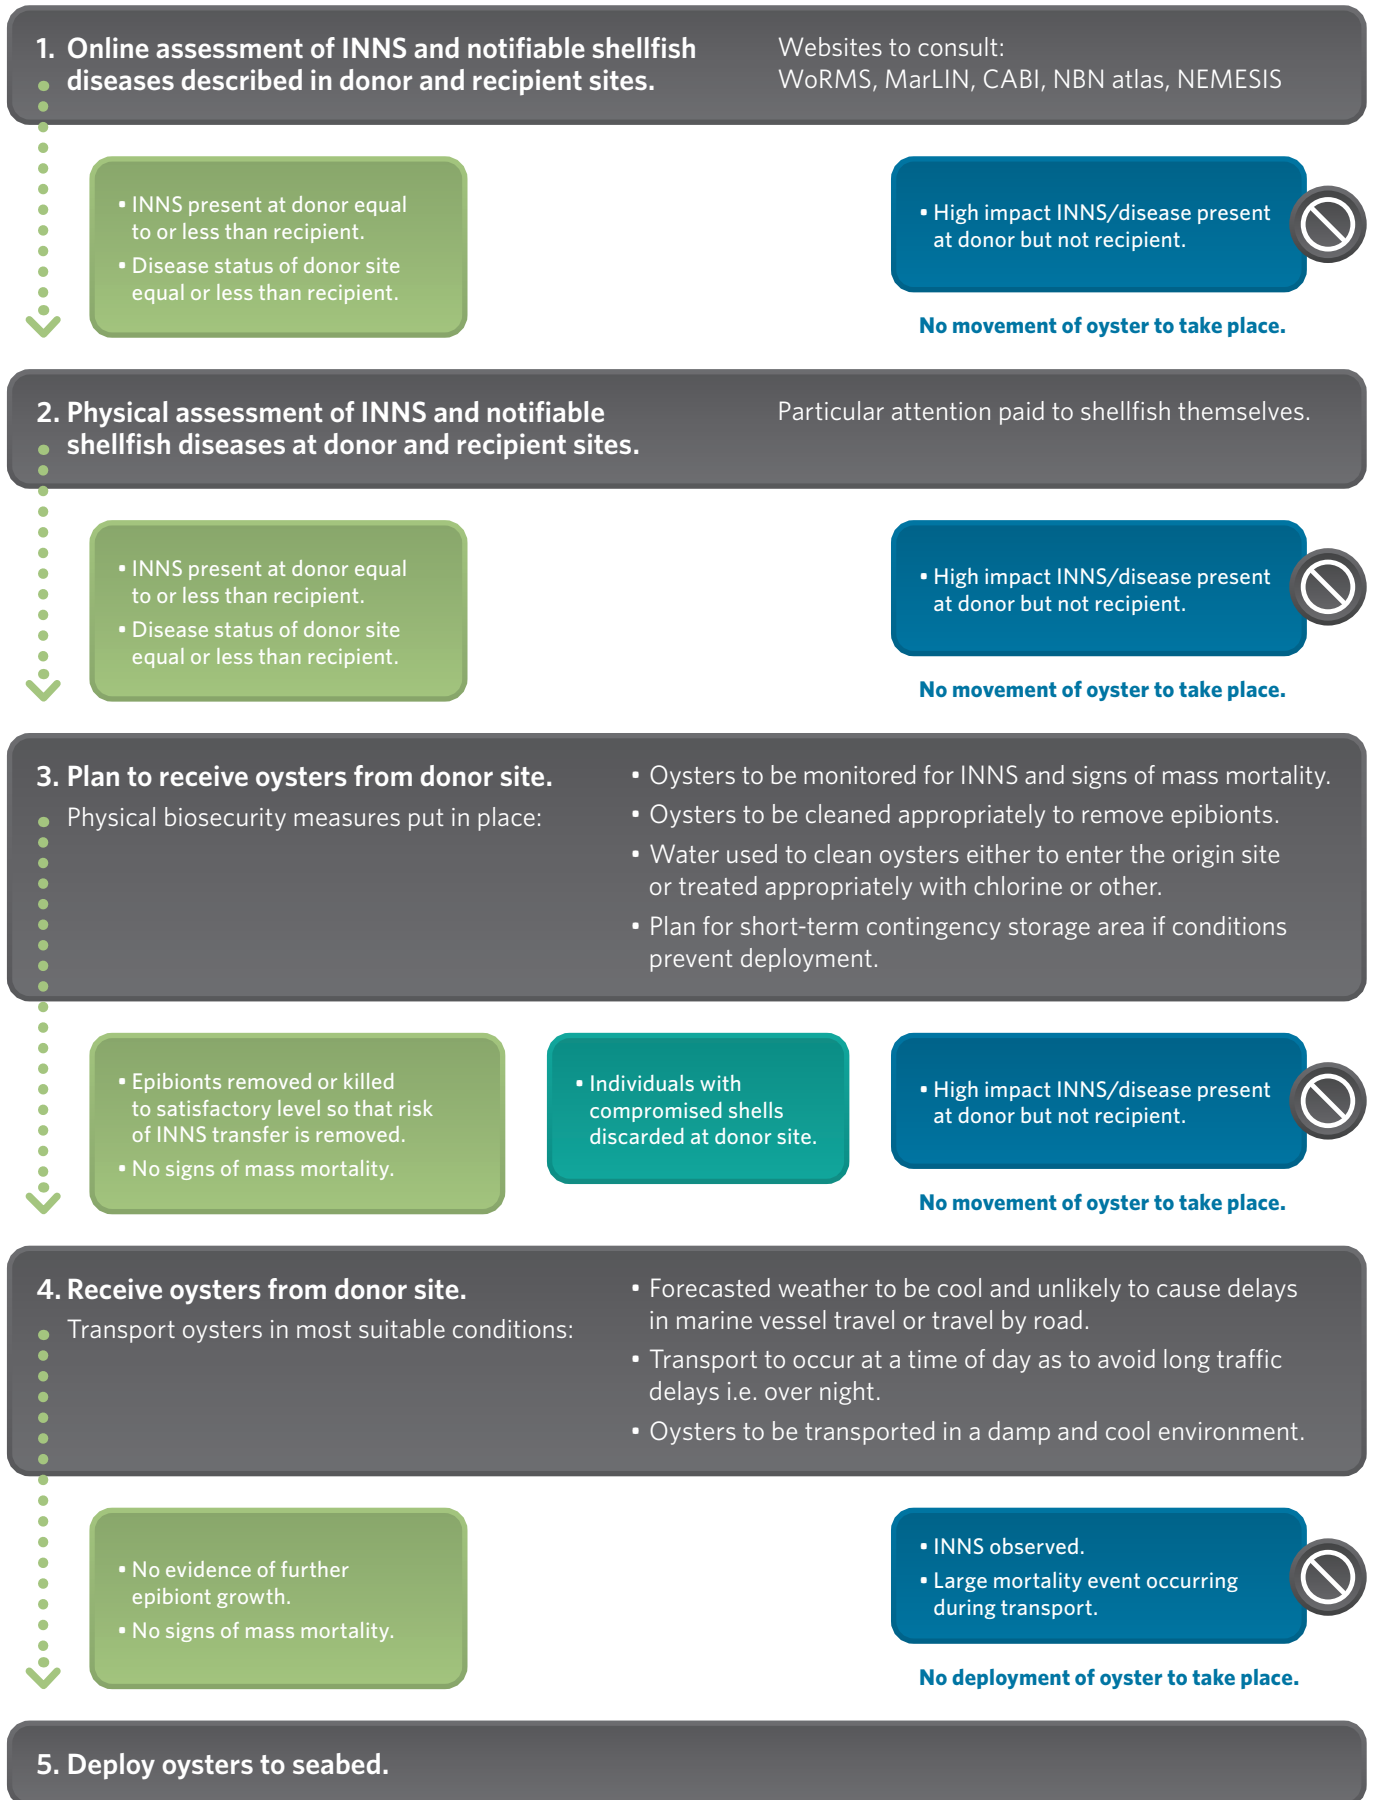 1. Online assessment of INNS and notifiable shellfish
diseases described in donor and recipient sites.
Websites to consult:
WoRMS, MarLIN, CABI, NBN atlas, NEMESIS
• INNS present at donor equal
to or less than recipient.
• Disease status of donor site
equal or less than recipient.
• High impact INNS/disease present
at donor but not recipient.
No movement of oyster to take place.
2. Physical assessment of INNS and notifiable
shellfish diseases at donor and recipient sites.
Particular attention paid to shellfish themselves.
• INNS present at donor equal
to or less than recipient.
• Disease status of donor site
equal or less than recipient.
• High impact INNS/disease present
at donor but not recipient.
No movement of oyster to take place.
3. Plan to receive oysters from donor site.
Physical biosecurity measures put in place:
• Oysters to be monitored for INNS and signs of mass mortality.
• Oysters to be cleaned appropriately to remove epibionts.
• Water used to clean oysters either to enter the origin site
or treated appropriately with chlorine or other.
• Plan for short-term contingency storage area if conditions
prevent deployment.
• Epibionts removed or killed
to satisfactory level so that risk
of INNS transfer is removed.
• No signs of mass mortality.
• Individuals with
compromised shells
discarded at donor site.
• High impact INNS/disease present
at donor but not recipient.
No movement of oyster to take place.
4. Receive oysters from donor site.
Transport oysters in most suitable conditions:
• Forecasted weather to be cool and unlikely to cause delays
in marine vessel travel or travel by road.
• Transport to occur at a time of day as to avoid long traffic
delays i.e. over night.
• Oysters to be transported in a damp and cool environment.
• No evidence of further
epibiont growth.
• No signs of mass mortality.
• INNS observed.
• Large mortality event occurring
during transport.
No deployment of oyster to take place.
5. Deploy oysters to seabed.